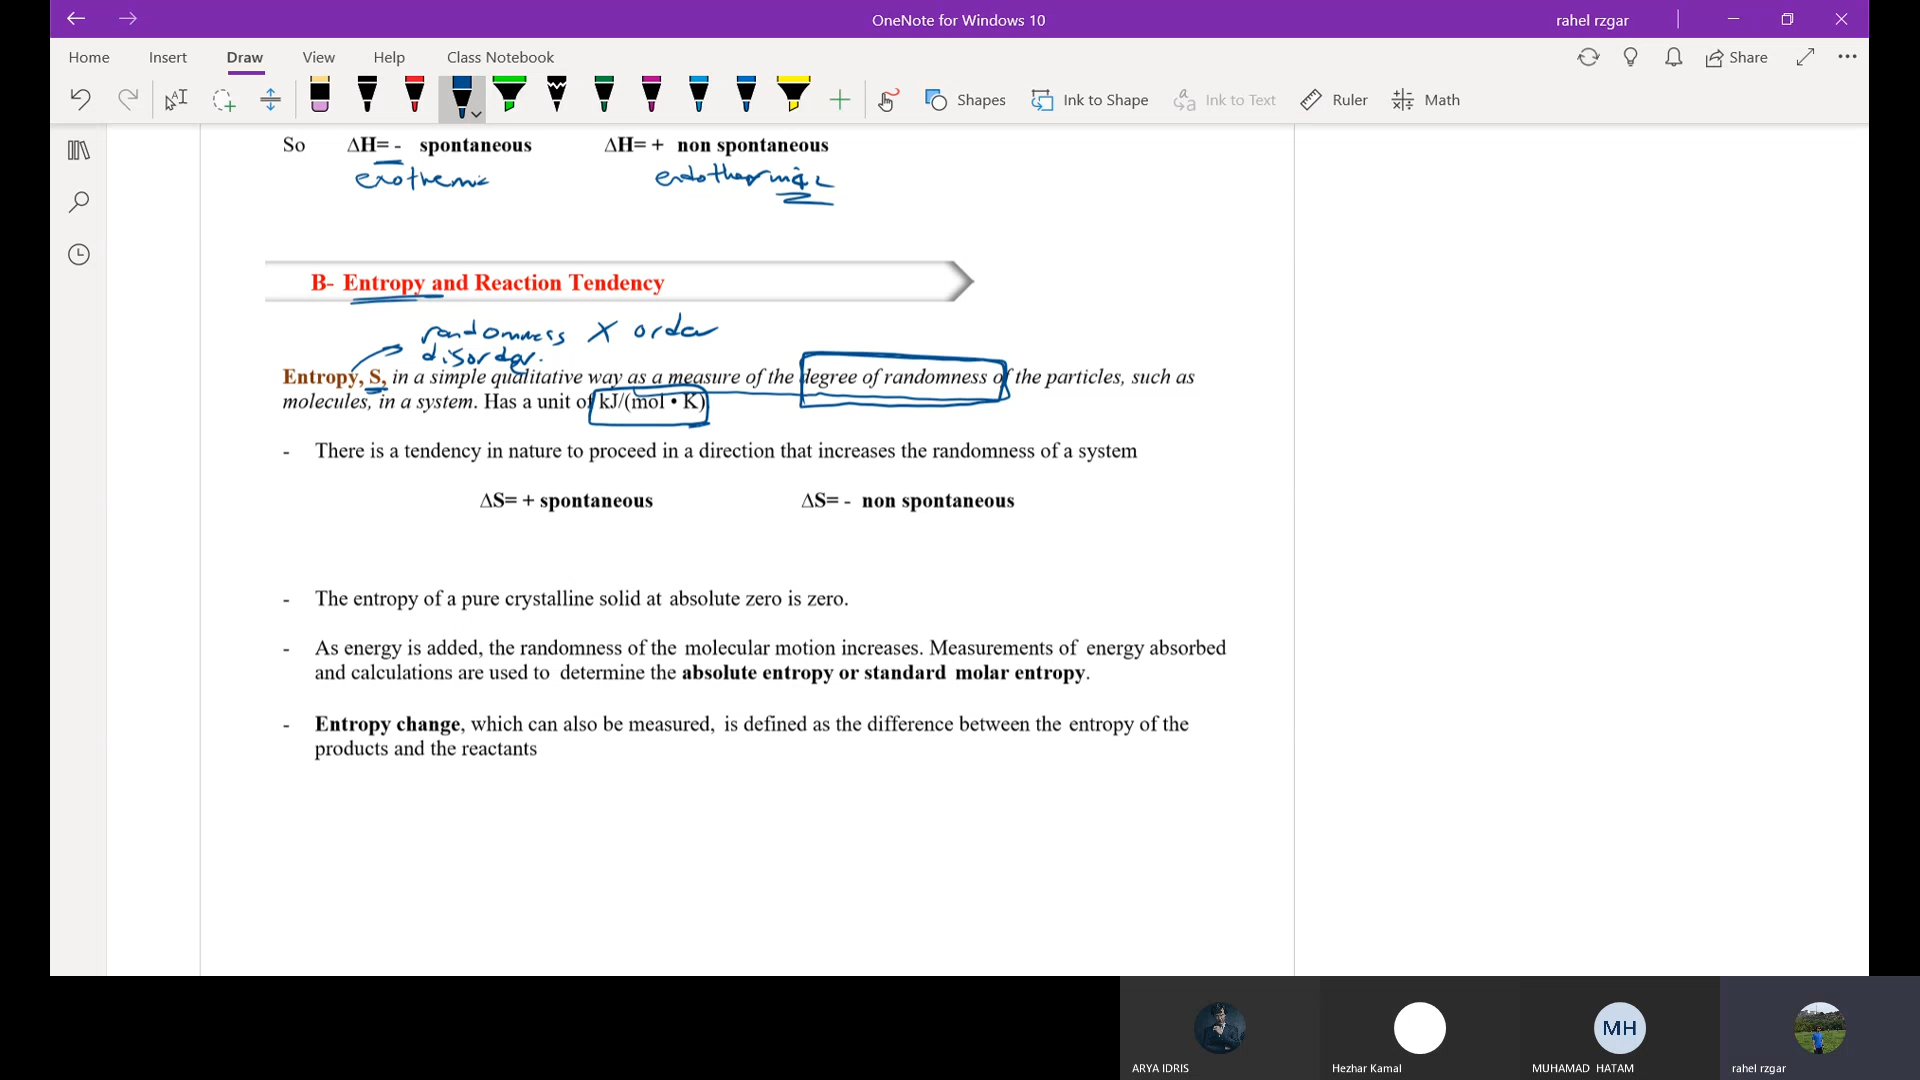 OneNote for Windows 10
rahel rzgar
Home Insert Draw View Help Class Notebook
Share
Shapes Ink to Shape Ink to Text Ruler Math
So ΔH= - spontaneous ΔH= + non spontaneous
exothemic endothermic
B- Entropy and Reaction Tendency
randomness X order
disorder.
Entropy, S, in a simple qualitative way as a measure of the degree of randomness of the particles, such as
molecules, in a system. Has a unit of kJ/(mol • K)
- There is a tendency in nature to proceed in a direction that increases the randomness of a system
ΔS= + spontaneous ΔS= - non spontaneous
- The entropy of a pure crystalline solid at absolute zero is zero.
- As energy is added, the randomness of the molecular motion increases. Measurements of energy absorbed
and calculations are used to determine the absolute entropy or standard molar entropy.
- Entropy change, which can also be measured, is defined as the difference between the entropy of the
products and the reactants
MH
ARYA IDRIS Hezhar Kamal MUHAMAD HATAM rahel rzgar